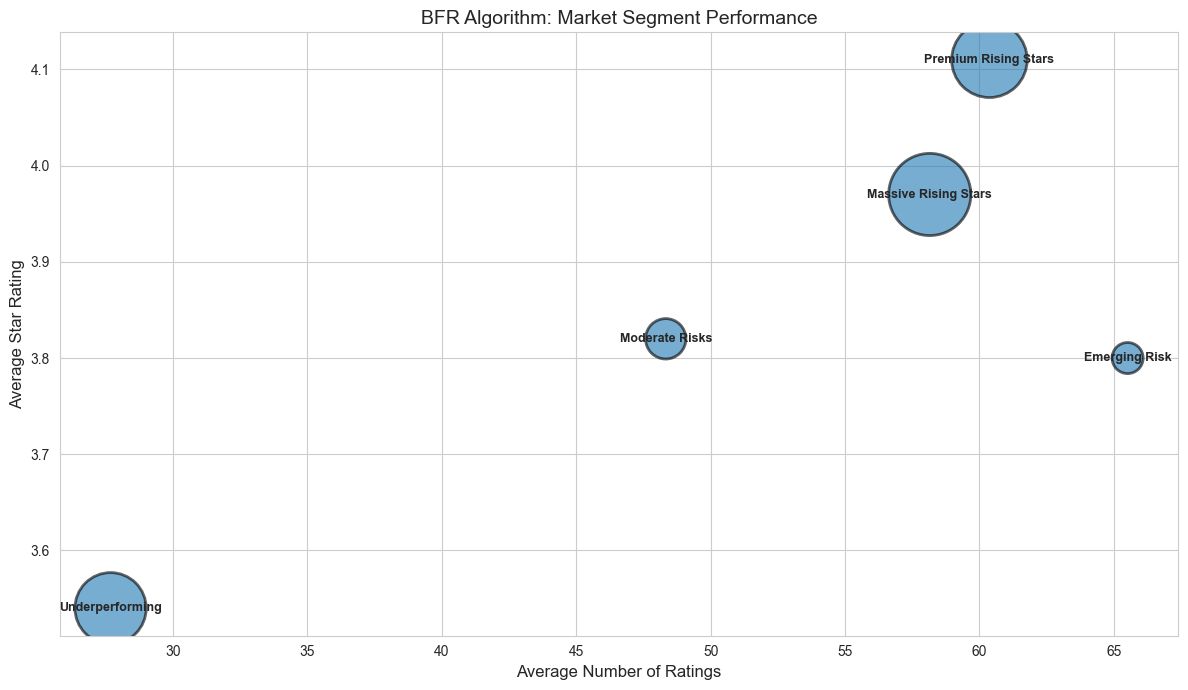 BFR Algorithm: Market Segment Performance
Average Star Rating
4.1
4.0
3.9
3.8
3.7
3.6
Premium Rising Stars
Massive Rising Stars
Moderate Risks
Emerging Risk
Underperforming
30 35 40 45 50 55 60 65
Average Number of Ratings